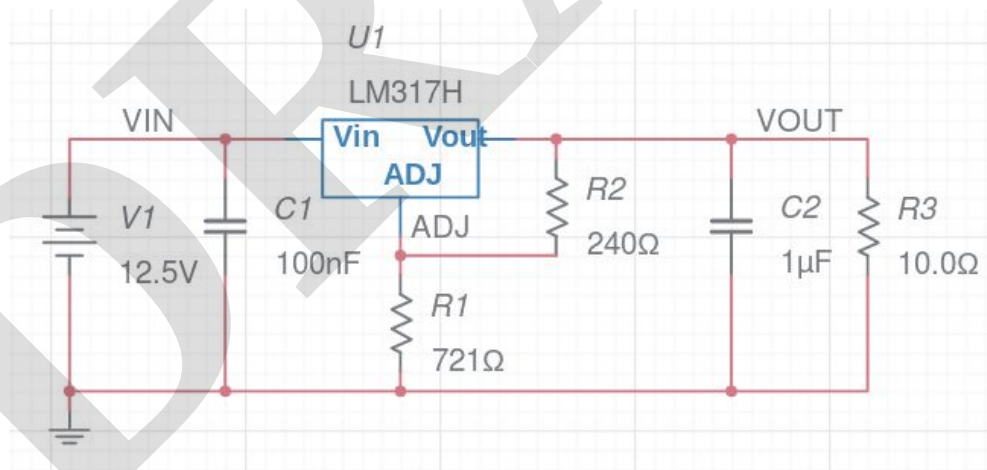 U1
LM317H
VIN
Vin
Vout
VOUT
ADJ
ADJ
V1
12.5V
C1
100nF
R2
240Ω
C2
1µF
R3
10.0Ω
R1
721Ω